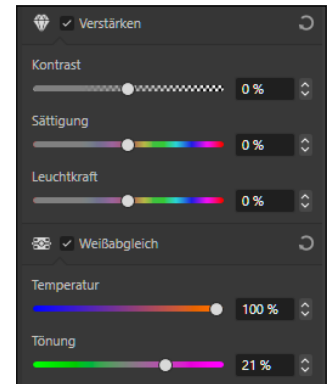 Verstärken
Kontrast
0 %
Sättigung
0 %
Leuchtkraft
0 %
Weißabgleich
Temperatur
100 %
Tönung
21 %